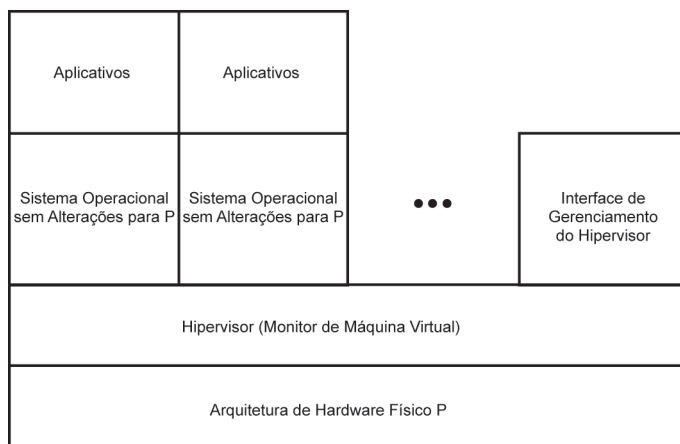 Aplicativos
Aplicativos
Sistema Operacional
sem Alterações para P
Sistema Operacional
sem Alterações para P
Interface de
Gerenciamento
do Hipervisor
Hipervisor (Monitor de Máquina Virtual)
Arquitetura de Hardware Físico P